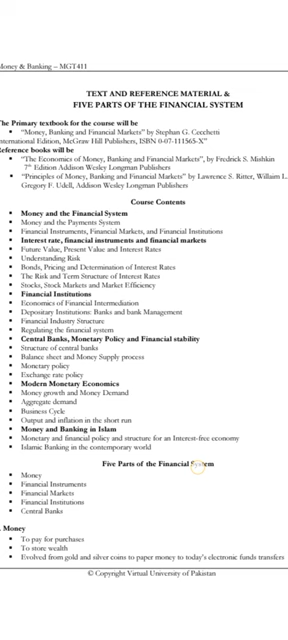 Money & Banking – MGT411
TEXT AND REFERENCE MATERIAL &
FIVE PARTS OF THE FINANCIAL SYSTEM
The Primary textbook for the course will be
▪ “Money, Banking and Financial Markets” by Stephan G. Cecchetti
nternational Edition, McGraw Hill Publishers, ISBN 0-07-111565-X”
Reference books will be
▪ “The Economics of Money, Banking and Financial Markets”, by Fredrick S. Mishkin
7th Edition Addison Wesley Longman Publishers
▪ “Principles of Money, Banking and Financial Markets” by Lawrence S. Ritter, Willaim L.
Gregory F. Udell, Addison Wesley Longman Publishers
Course Contents
▪ Money and the Financial System
▪ Money and the Payments System
▪ Financial Instruments, Financial Markets, and Financial Institutions
▪ Interest rate, financial instruments and financial markets
▪ Future Value, Present Value and Interest Rates
▪ Understanding Risk
▪ Bonds, Pricing and Determination of Interest Rates
▪ The Risk and Term Structure of Interest Rates
▪ Stocks, Stock Markets and Market Efficiency
▪ Financial Institutions
▪ Economics of Financial Intermediation
▪ Depository Institutions: Banks and bank Management
▪ Financial Industry Structure
▪ Regulating the financial system
▪ Central Banks, Monetary Policy and Financial stability
▪ Structure of central banks
▪ Balance sheet and Money Supply process
▪ Monetary policy
▪ Exchange rate policy
▪ Modern Monetary Economics
▪ Money growth and Money Demand
▪ Aggregate demand
▪ Business Cycle
▪ Output and inflation in the short run
▪ Money and Banking in Islam
▪ Monetary and financial policy and structure for an Interest-free economy
▪ Islamic Banking in the contemporary world
Five Parts of the Financial System
▪ Money
▪ Financial Instruments
▪ Financial Markets
▪ Financial Institutions
▪ Central Banks
. Money
▪ To pay for purchases
▪ To store wealth
▪ Evolved from gold and silver coins to paper money to today’s electronic funds transfers
© Copyright Virtual University of Pakistan